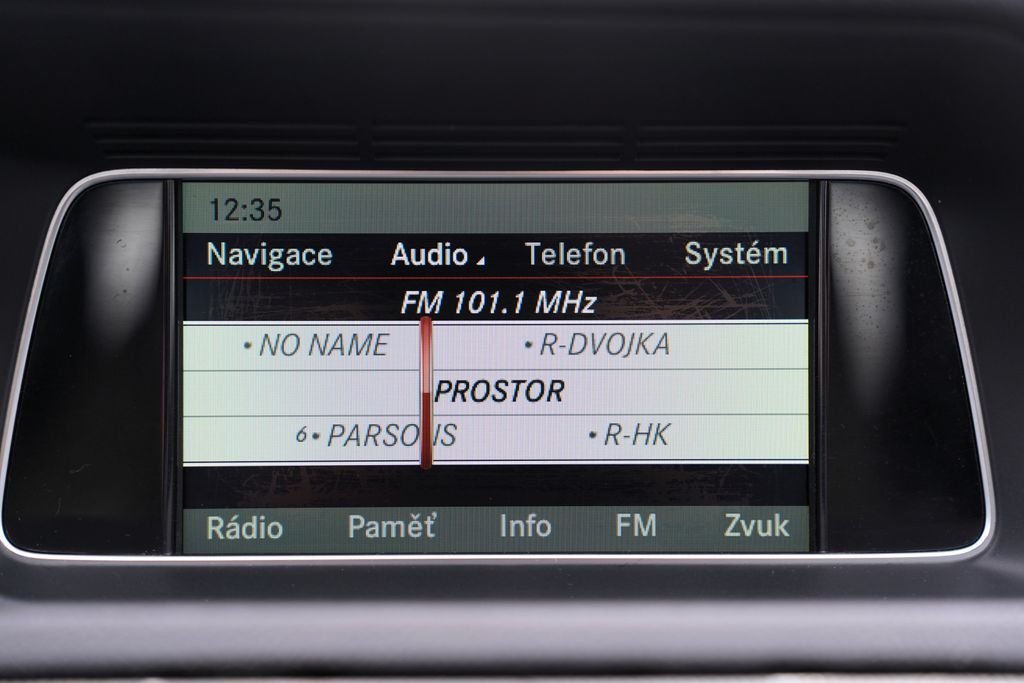 12:35
Navigace Audio Telefon Systém
FM 101.1 MHz
• NO NAME • R-DVOJKA
PROSTOR
6 • PARSONS • R-HK
Rádio Paměť Info FM Zvuk